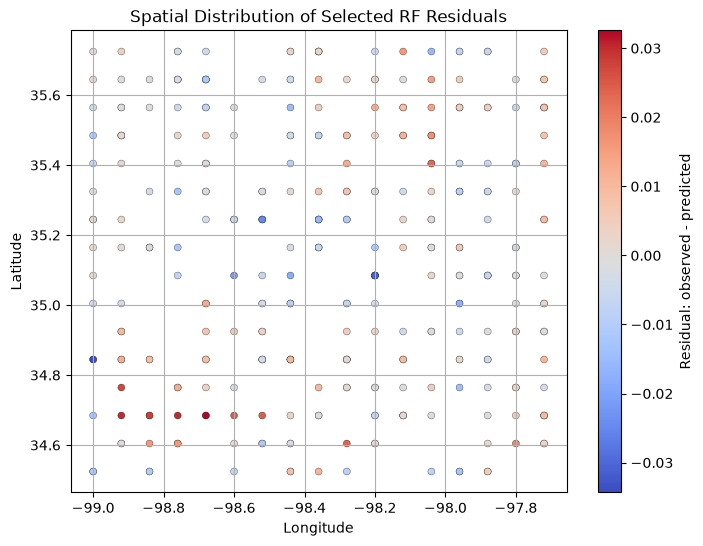 Spatial Distribution of Selected RF Residuals
35.6
35.4
35.2
35.0
34.8
34.6
Latitude
−99.0 −98.8 −98.6 −98.4 −98.2 −98.0 −97.8
Longitude
0.03
0.02
0.01
0.00
−0.01
−0.02
−0.03
Residual: observed - predicted